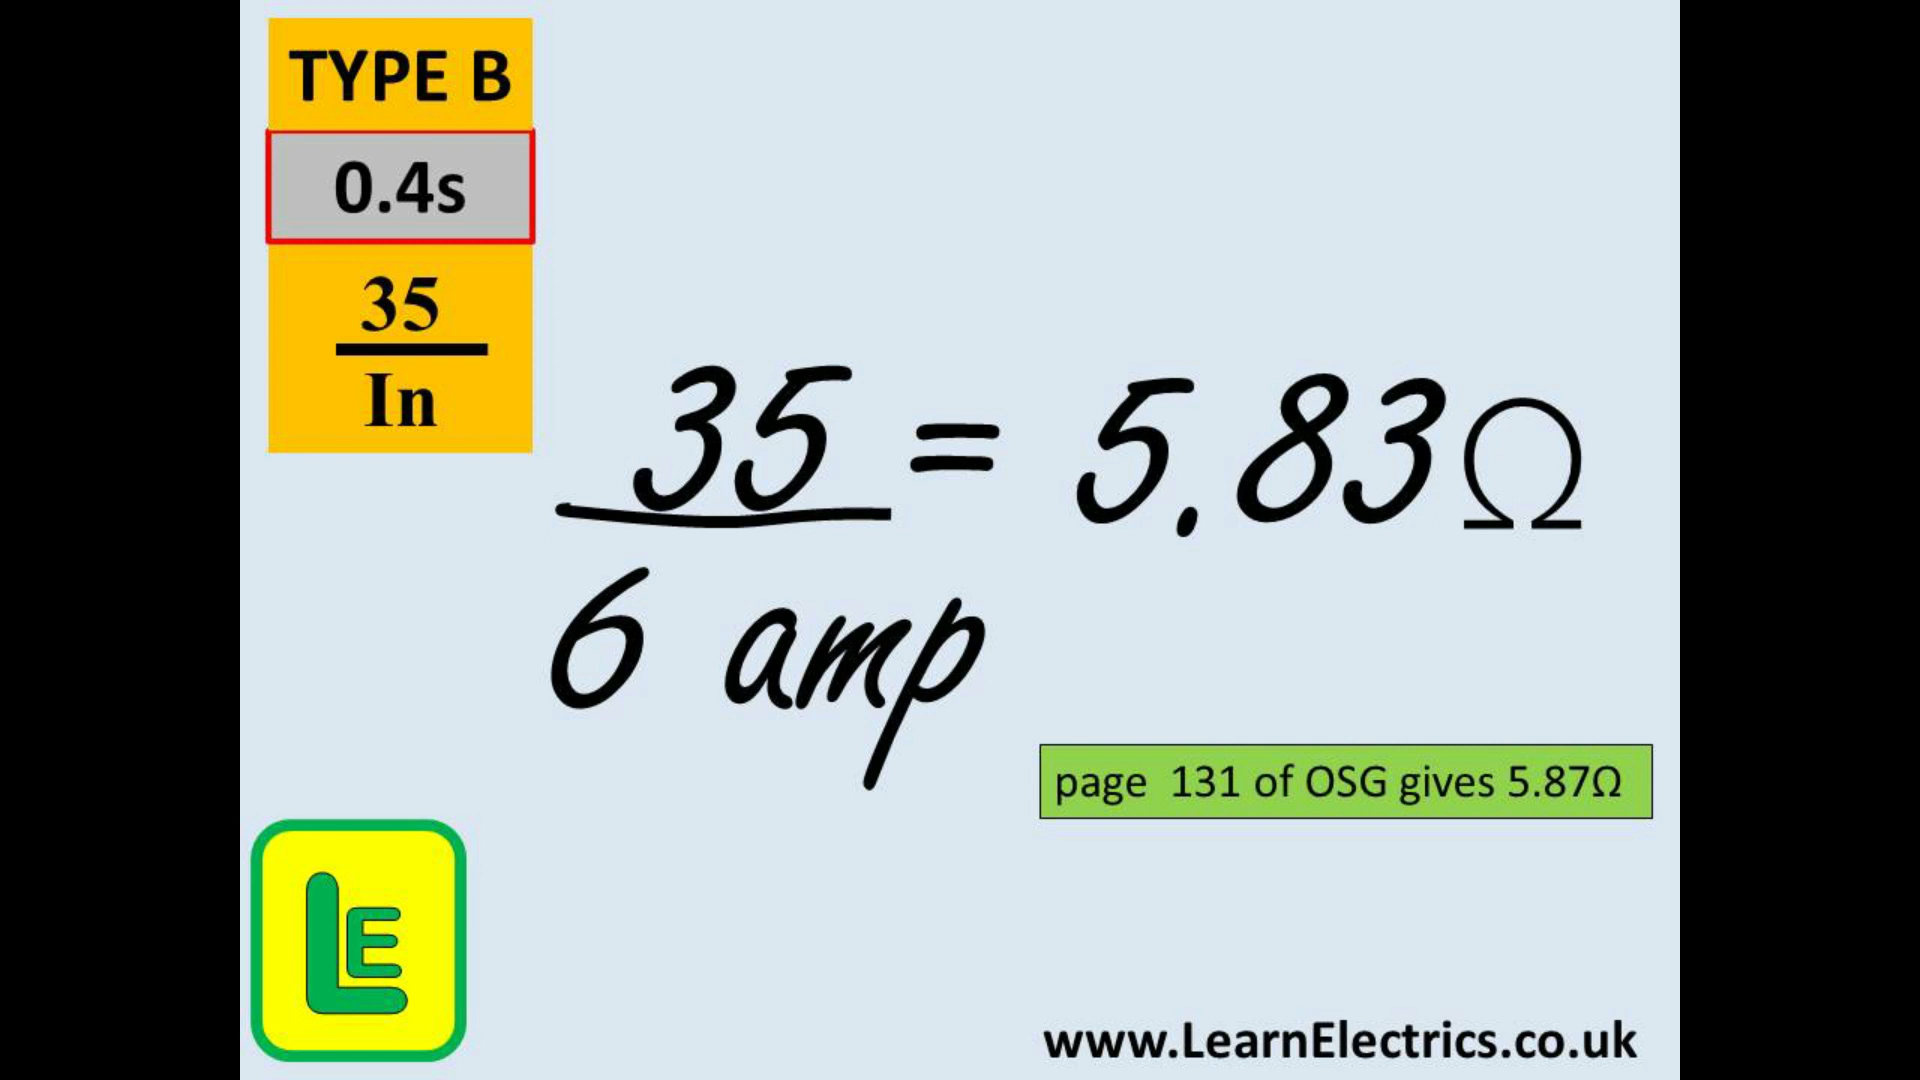 TYPE B
0.4s
35
In
35 = 5.83Ω
6 amp
page 131 of OSG gives 5.87Ω
LE
www.LearnElectrics.co.uk